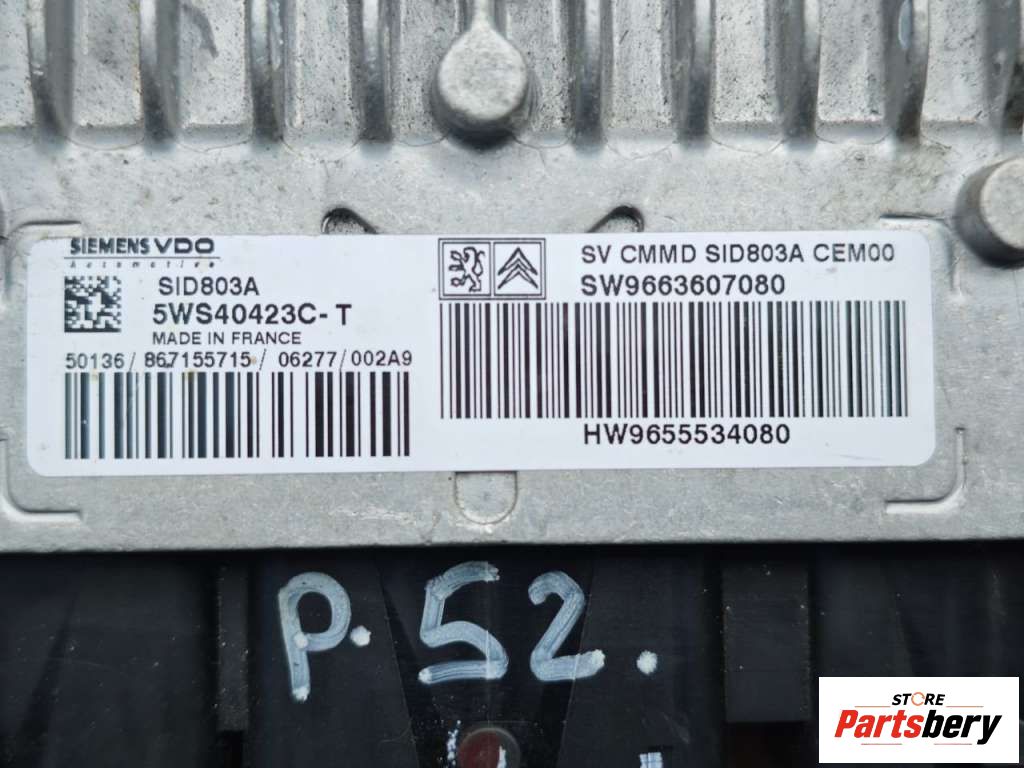 SIEMENS VDO
Automotive
SID803A
5WS40423C-T
MADE IN FRANCE
50136/867155715/06277/002A9
SV CMMD SID803A CEM00
SW9663607080
HW9655534080
P.52.
STORE
Partsbery